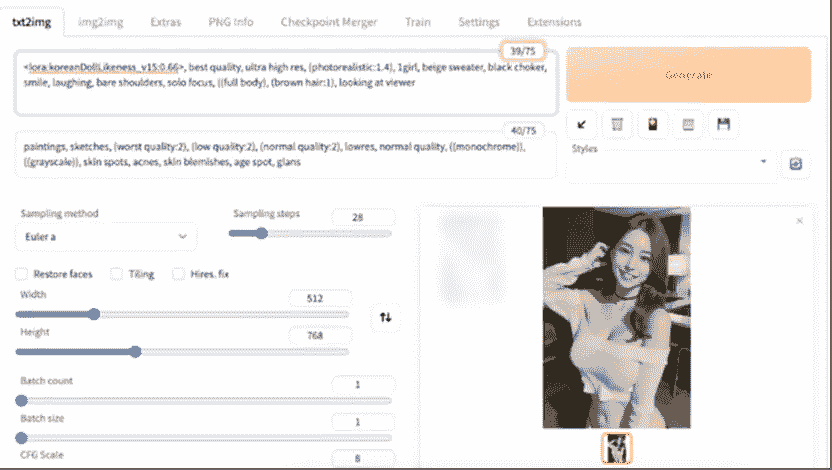 txt2img img2img Extras PNG Info Checkpoint Merger Train Settings Extensions
39/75
<lora:koreanDollLikeness_v15:0.66>, best quality, ultra high res, (photorealistic:1.4), 1girl, beige sweater, black choker,
smile, laughing, bare shoulders, solo focus, ((full body), (brown hair:1), looking at viewer
Generate
40/75
paintings, sketches, (worst quality:2), (low quality:2), (normal quality:2), lowres, normal quality, ((monochrome)),
((grayscale)), skin spots, acnes, skin blemishes, age spot, glans
Styles
Sampling method
Euler a
Sampling steps
28
Restore faces Tiling Hires. fix
Width
512
Height
768
Batch count
1
Batch size
1
CFG Scale
8